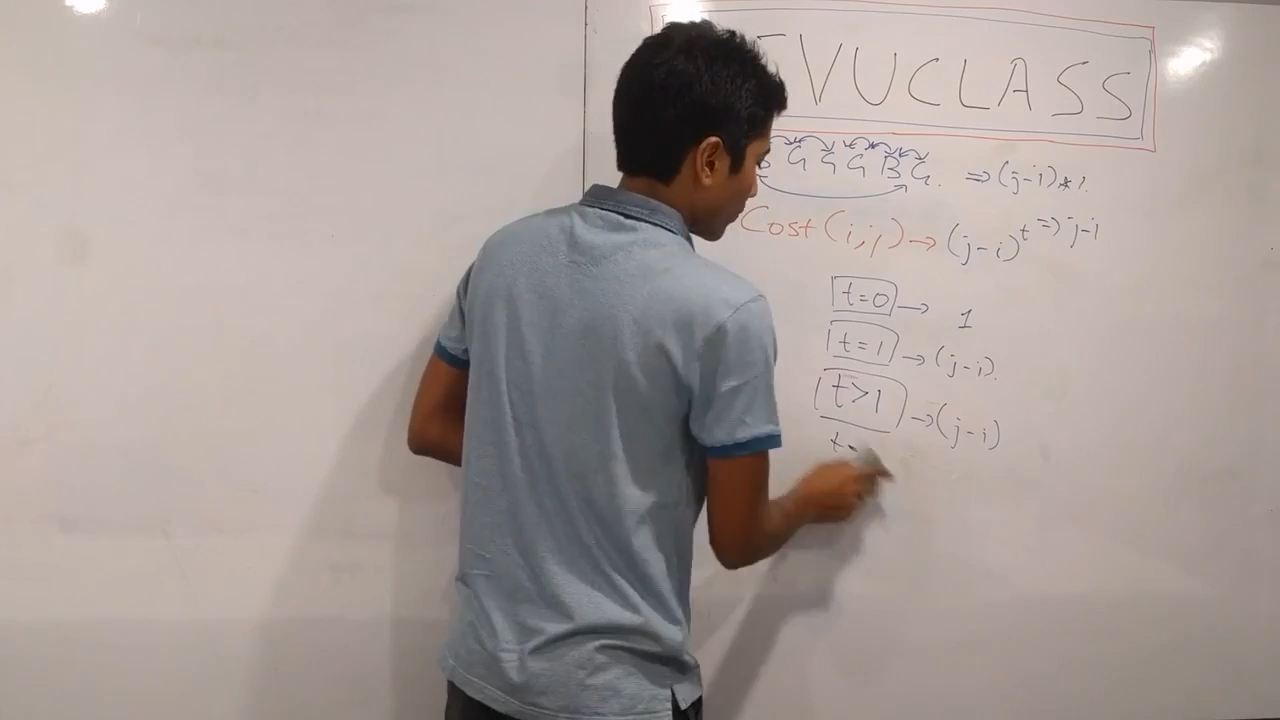 VUCLASS
G G G B G. ⇒ (j-i)*1.
Cost(i,j) → (j-i)^t ⇒ j-i
t=0 → 1
t=1 → (j-i).
t>1 → (j-i)